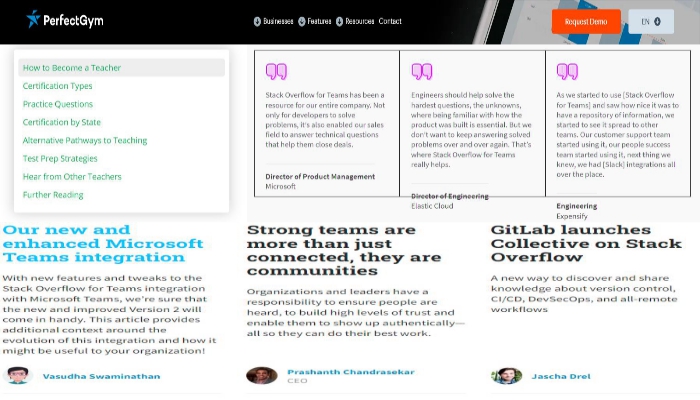 PerfectGym
Businesses Features Resources Contact
Request Demo
EN
How to Become a Teacher
Certification Types
Practice Questions
Certification by State
Alternative Pathways to Teaching
Test Prep Strategies
Hear from Other Teachers
Further Reading
Stack Overflow for Teams has been a
resource for our entire company. Not
only for developers to solve
problems, it's also enabled our sales
field to answer technical questions
that help them close deals.
Director of Product Management
Microsoft
Engineers should help solve the
hardest questions, the unknowns,
where being familiar with how the
product was built is essential. But we
don't want to keep answering solved
problems over and over again. That's
where Stack Overflow for Teams
really helps.
Director of Engineering
Elastic Cloud
As we started to use [Stack Overflow
for Teams] and saw how nice it was to
have a repository of information, we
started to see it spread to other
teams. Our customer support team
started using it, our people success
team started using it, next thing we
knew, we had [Slack] integrations all
over the place.
Engineering
Expensify
Our new and
enhanced Microsoft
Teams integration
With new features and tweaks to the
Stack Overflow for Teams integration
with Microsoft Teams, we're sure that
the new and improved Version 2 will
come in handy. This article provides
additional context around the
evolution of this integration and how it
might be useful to your organization!
Vasudha Swaminathan
Strong teams are
more than just
connected, they are
communities
Organizations and leaders have a
responsibility to ensure people are
heard, to build high levels of trust and
enable them to show up authentically—
all so they can do their best work.
Prashanth Chandrasekar
CEO
GitLab launches
Collective on Stack
Overflow
A new way to discover and share
knowledge about version control,
CI/CD, DevSecOps, and all-remote
workflows
Jascha Drel